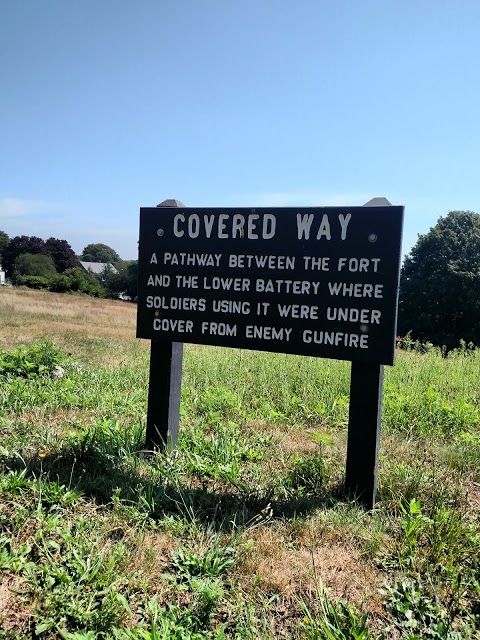 COVERED WAY
A PATHWAY BETWEEN THE FORT
AND THE LOWER BATTERY WHERE
SOLDIERS USING IT WERE UNDER
COVER FROM ENEMY GUNFIRE